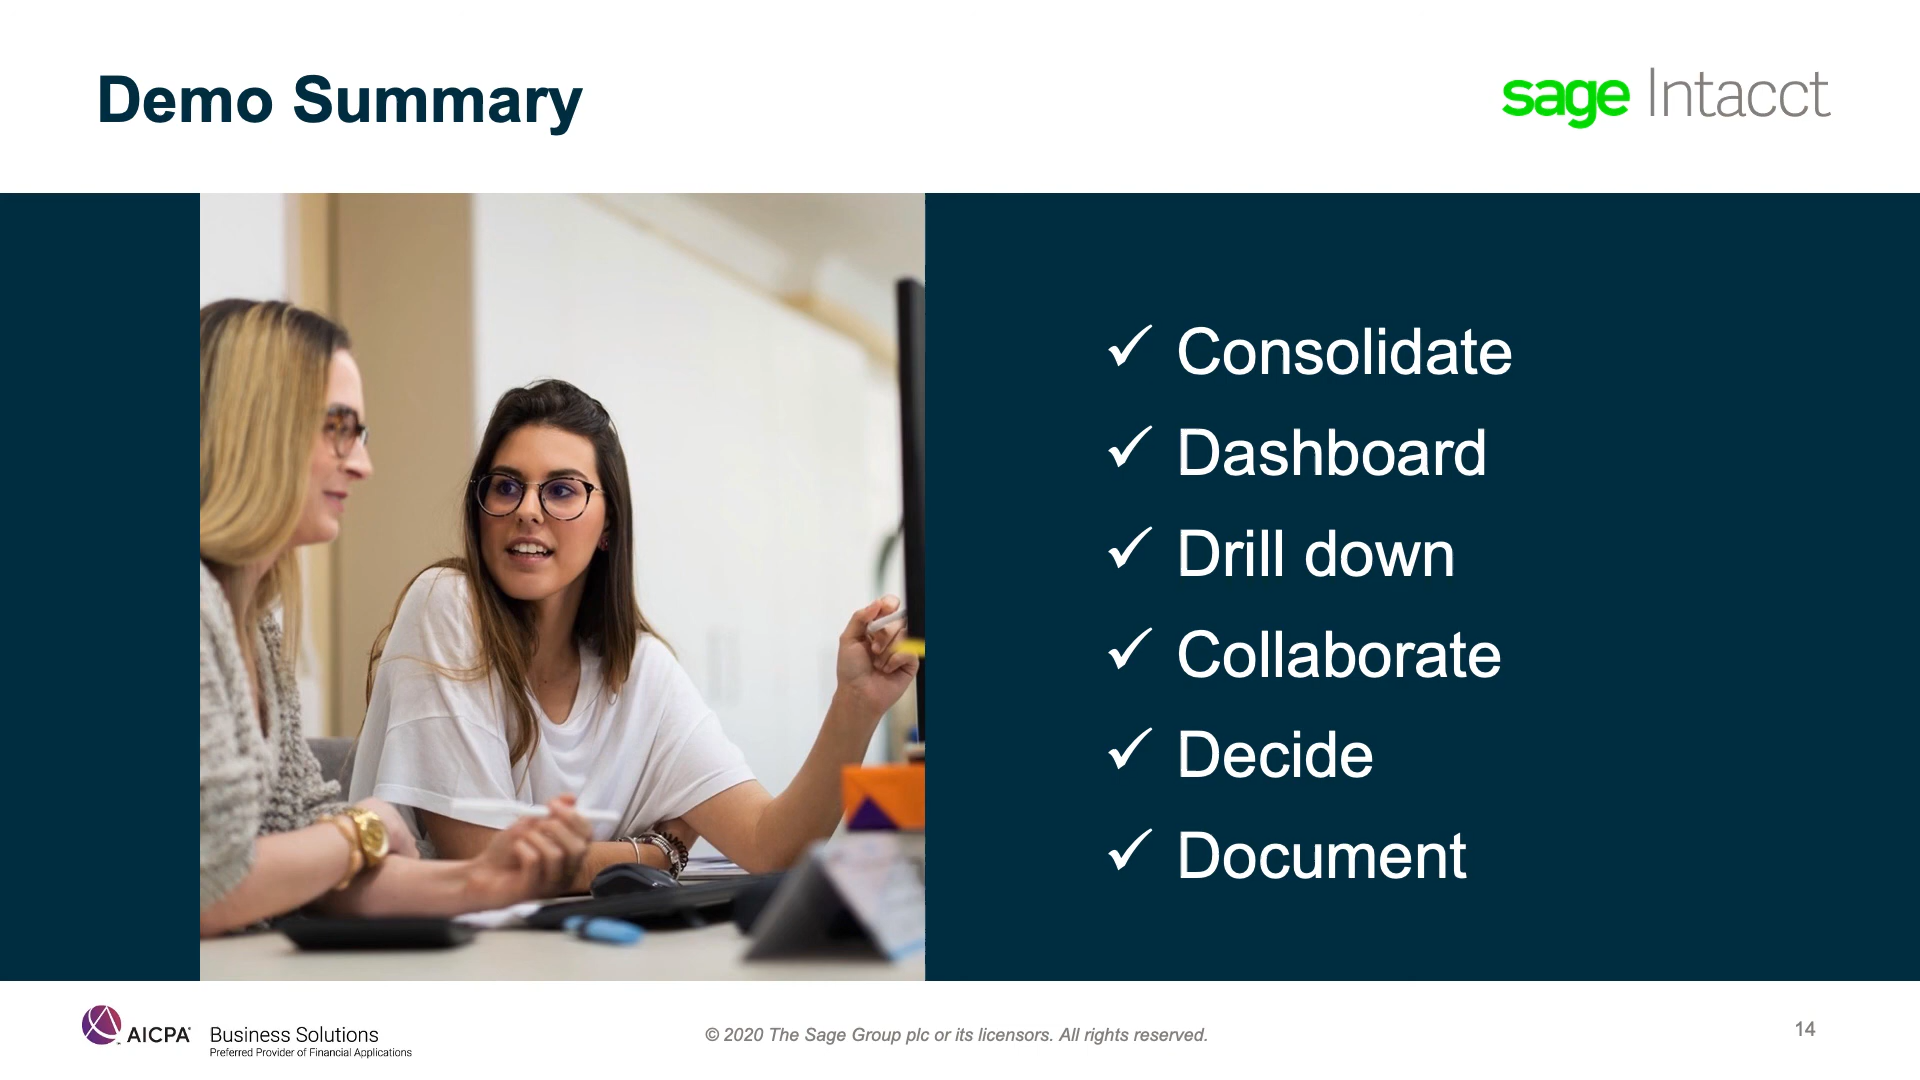 Demo Summary
sage Intacct
✓ Consolidate
✓ Dashboard
✓ Drill down
✓ Collaborate
✓ Decide
✓ Document
AICPA® Business Solutions
Preferred Provider of Financial Applications
© 2020 The Sage Group plc or its licensors. All rights reserved.
14